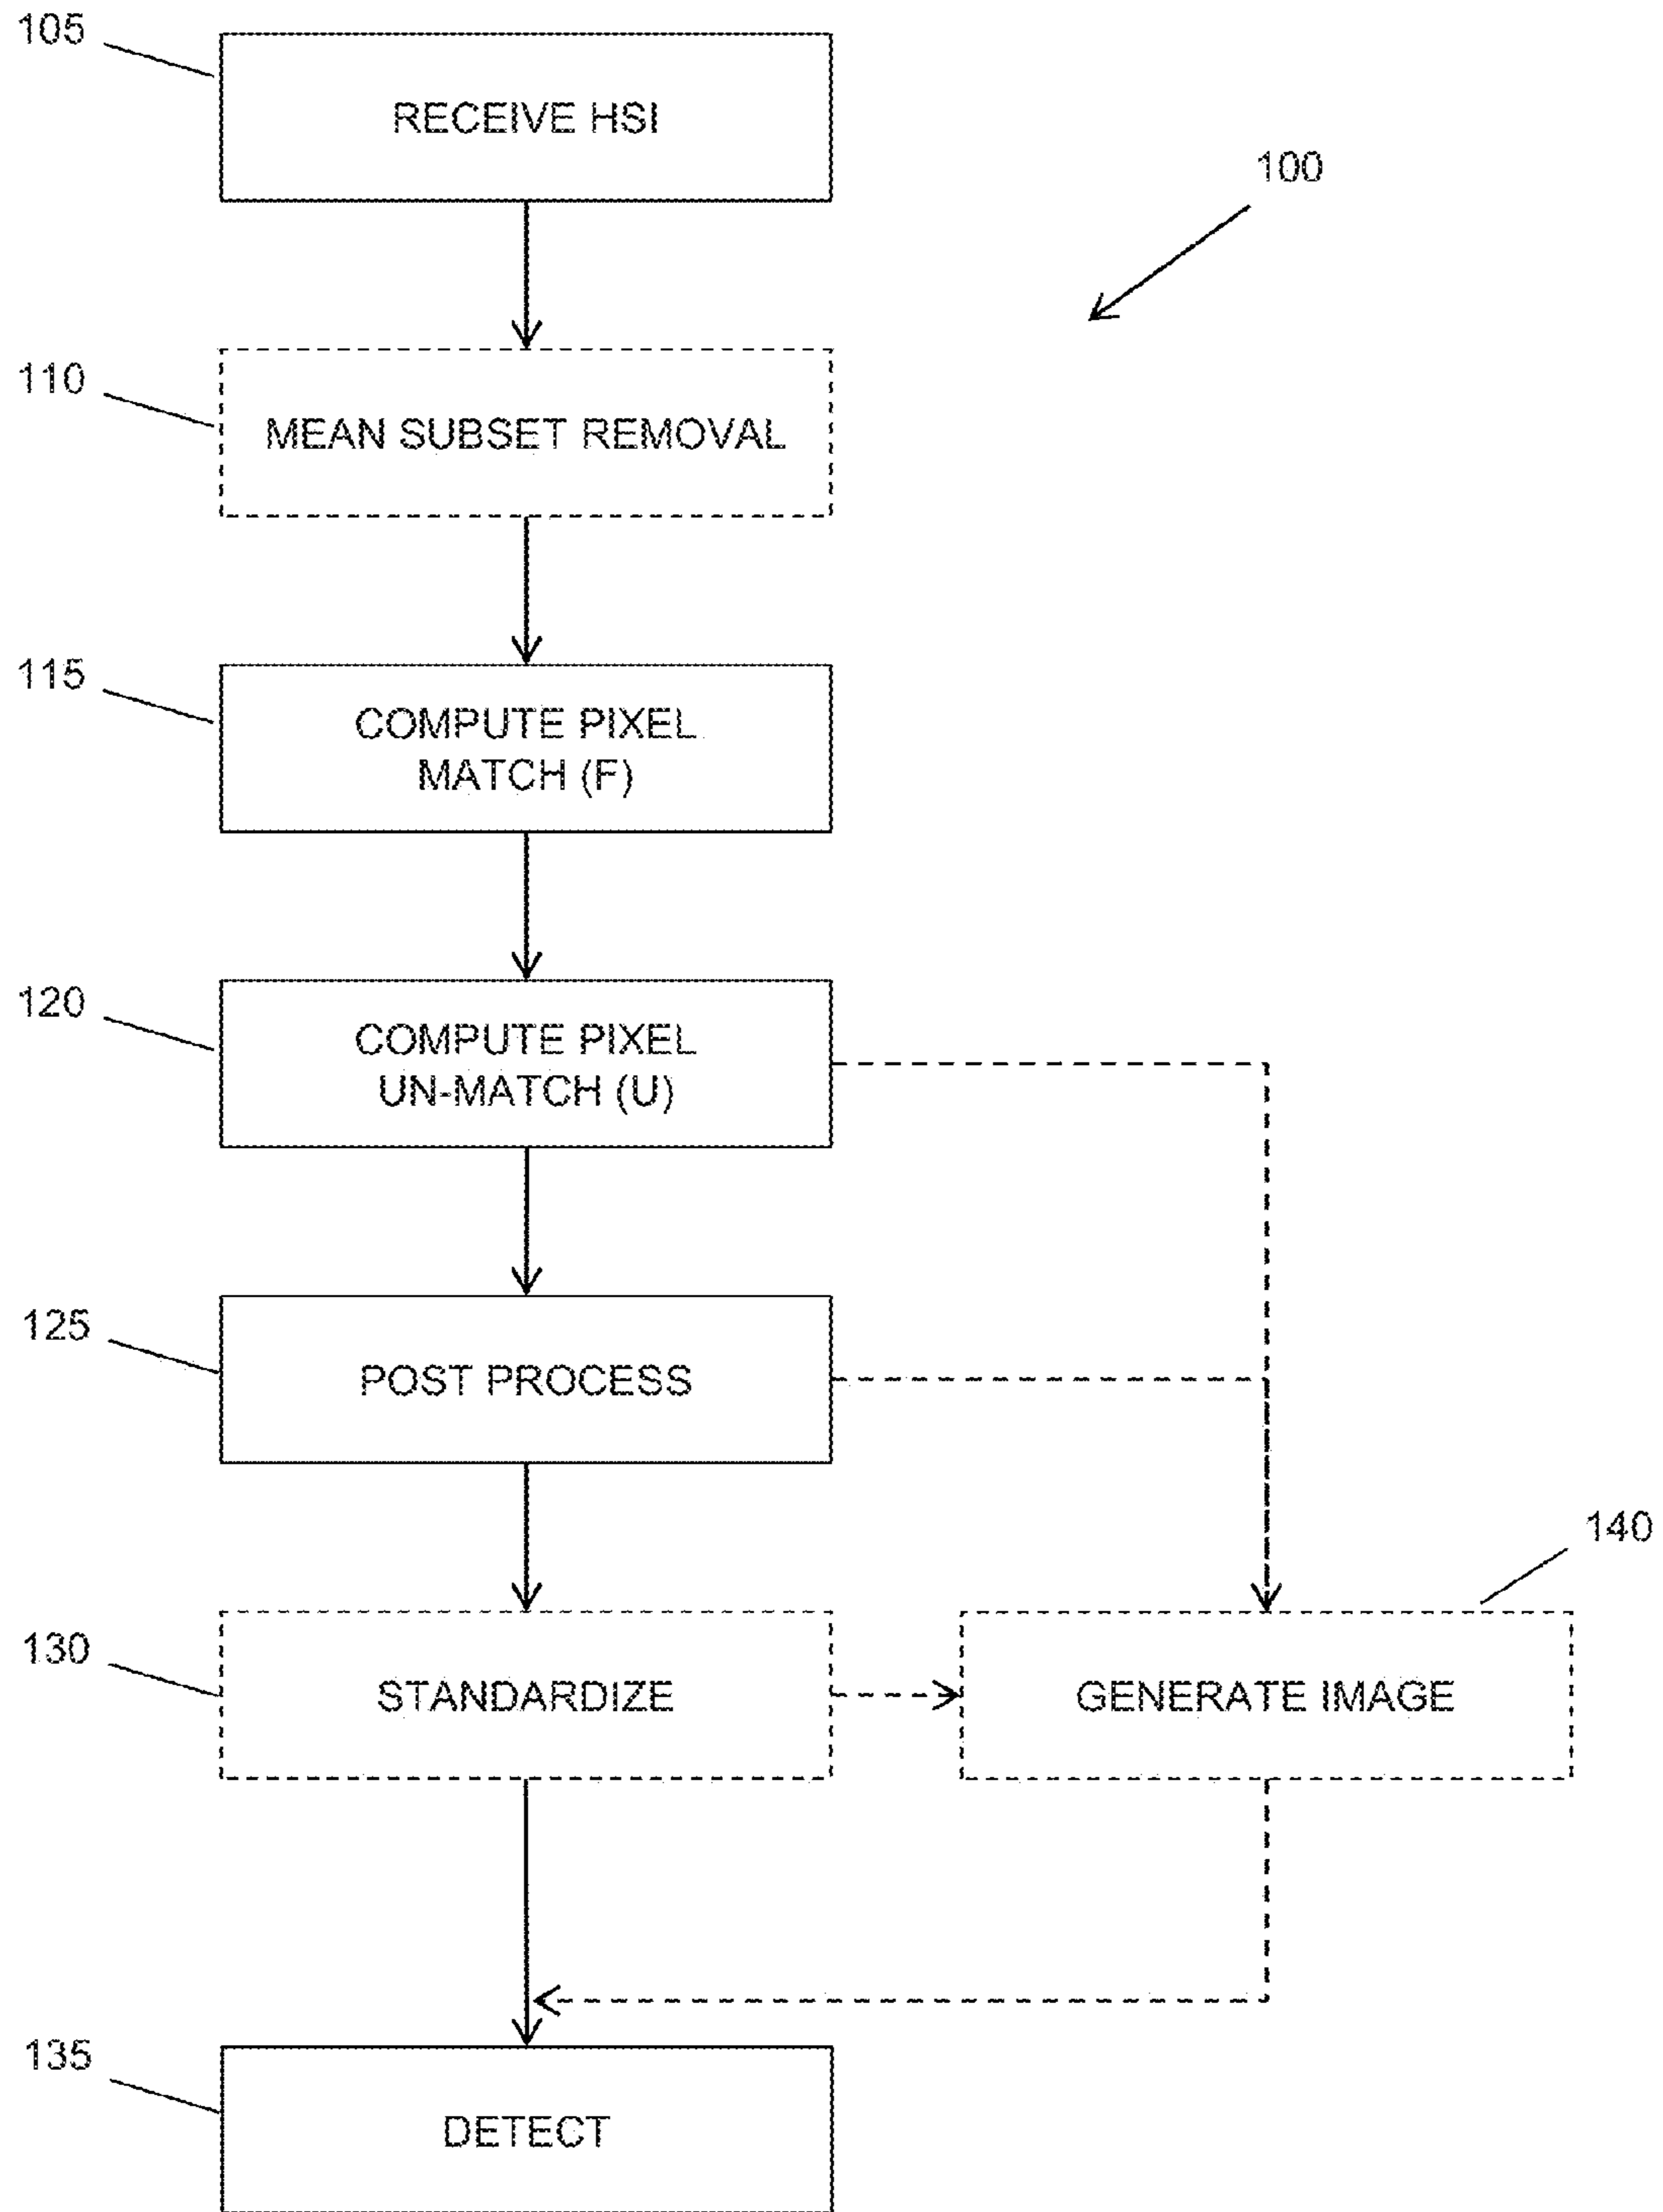 105
RECEIVE HSI
100
110
MEAN SUBSET REMOVAL
115
COMPUTE PIXEL
MATCH (F)
120
COMPUTE PIXEL
UN-MATCH (U)
125
POST PROCESS
130
STANDARDIZE
140
GENERATE IMAGE
135
DETECT